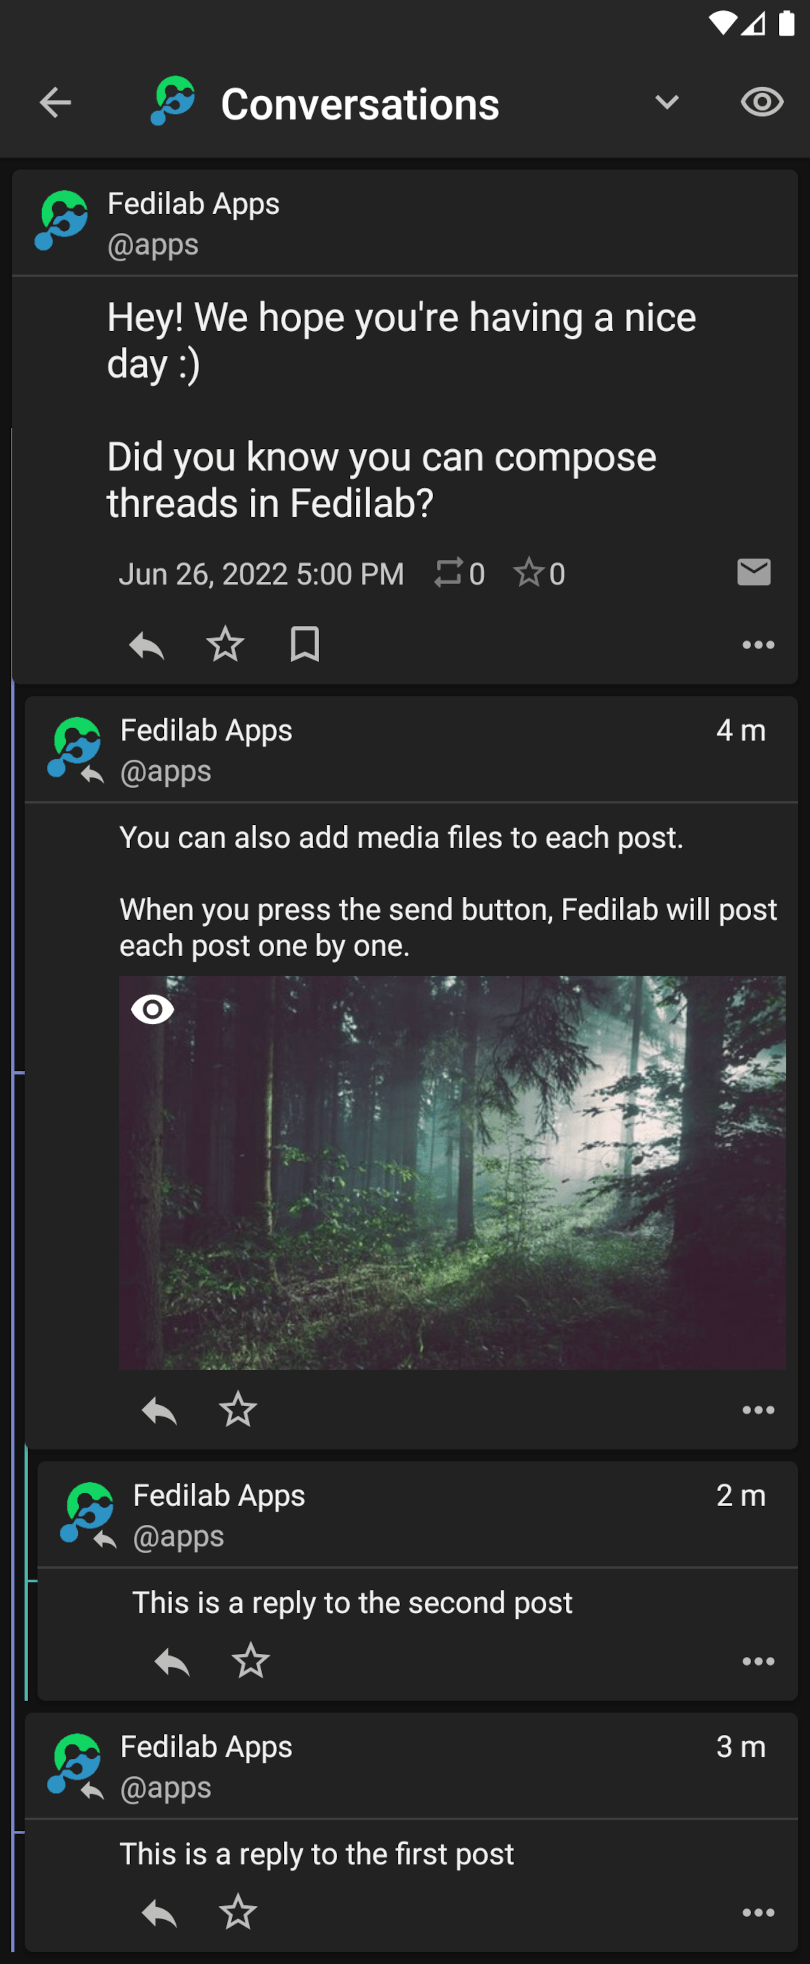 Conversations
Fedilab Apps
@apps
Hey! We hope you're having a nice
day :)
Did you know you can compose
threads in Fedilab?
Jun 26, 2022 5:00 PM 0 0
Fedilab Apps 4 m
@apps
You can also add media files to each post.
When you press the send button, Fedilab will post
each post one by one.
Fedilab Apps 2 m
@apps
This is a reply to the second post
Fedilab Apps 3 m
@apps
This is a reply to the first post